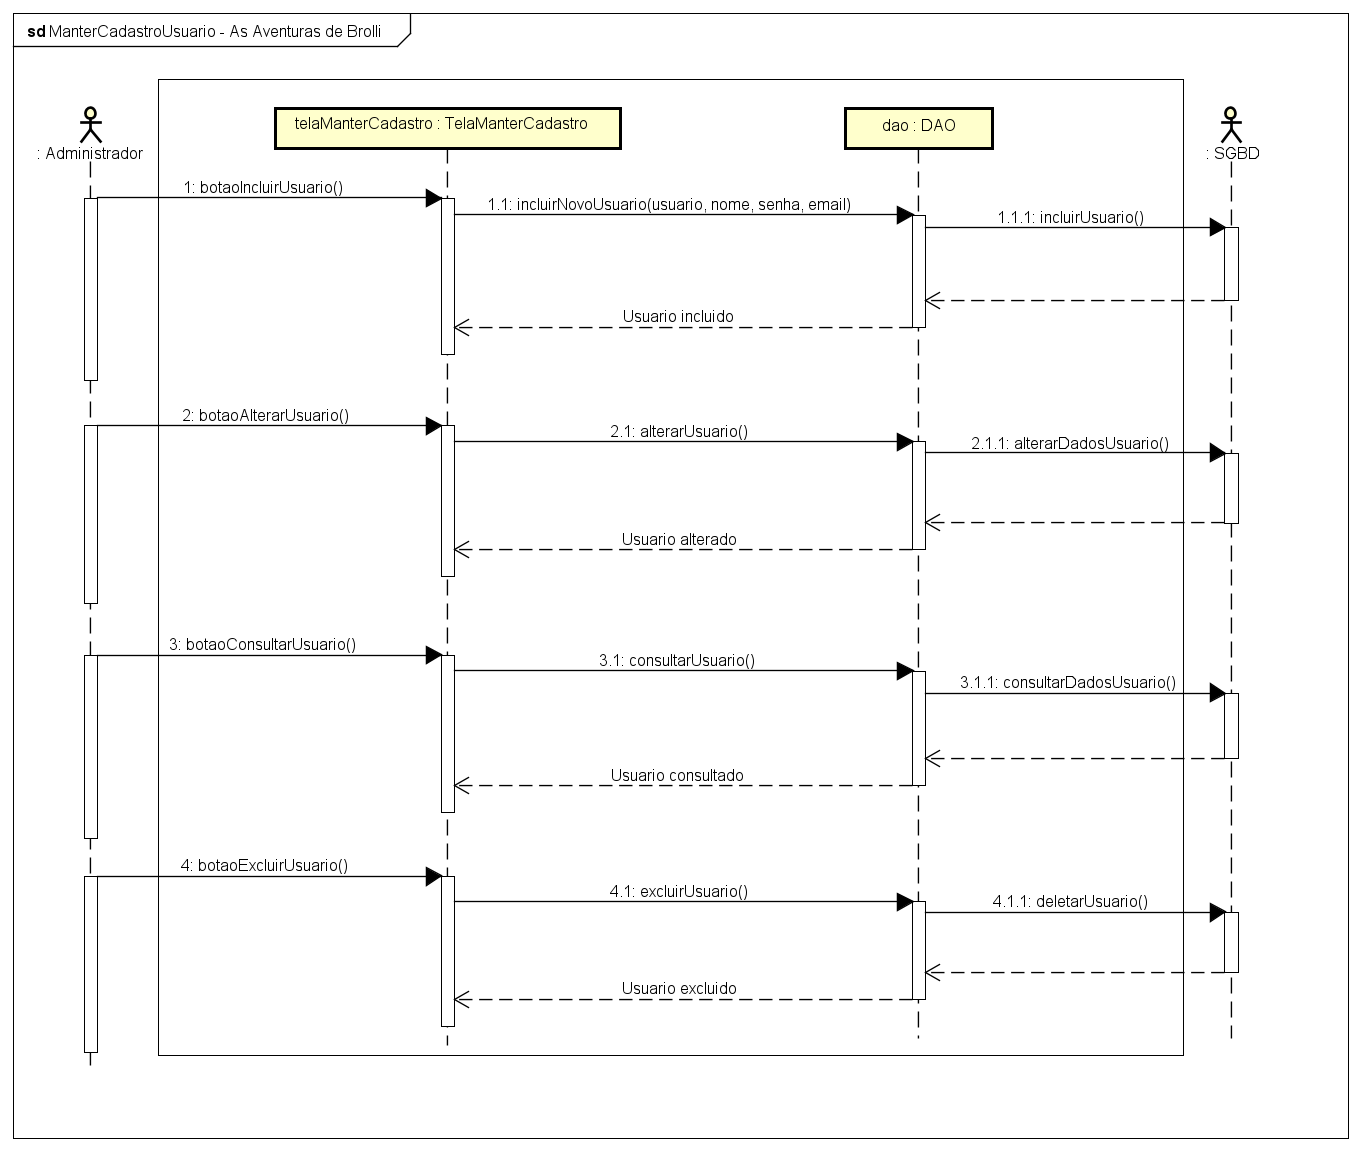 sd ManterCadastroUsuario - As Aventuras de Brolli
telaManterCadastro : TelaManterCadastro
dao : DAO
: Administrador
: SGBD
1: botaoIncluirUsuario()
1.1: incluirNovoUsuario(usuario, nome, senha, email)
1.1.1: incluirUsuario()
Usuario incluido
2: botaoAlterarUsuario()
2.1: alterarUsuario()
2.1.1: alterarDadosUsuario()
Usuario alterado
3: botaoConsultarUsuario()
3.1: consultarUsuario()
3.1.1: consultarDadosUsuario()
Usuario consultado
4: botaoExcluirUsuario()
4.1: excluirUsuario()
4.1.1: deletarUsuario()
Usuario excluido